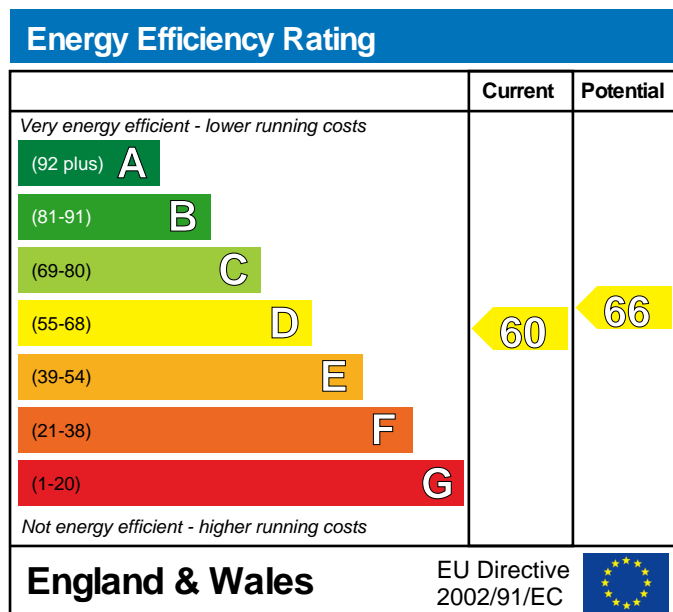 Energy Efficiency Rating
Current Potential
Very energy efficient - lower running costs
(92 plus) A
(81-91) B
(69-80) C
(55-68) D
60 66
(39-54) E
(21-38) F
(1-20) G
Not energy efficient - higher running costs
England & Wales
EU Directive
2002/91/EC